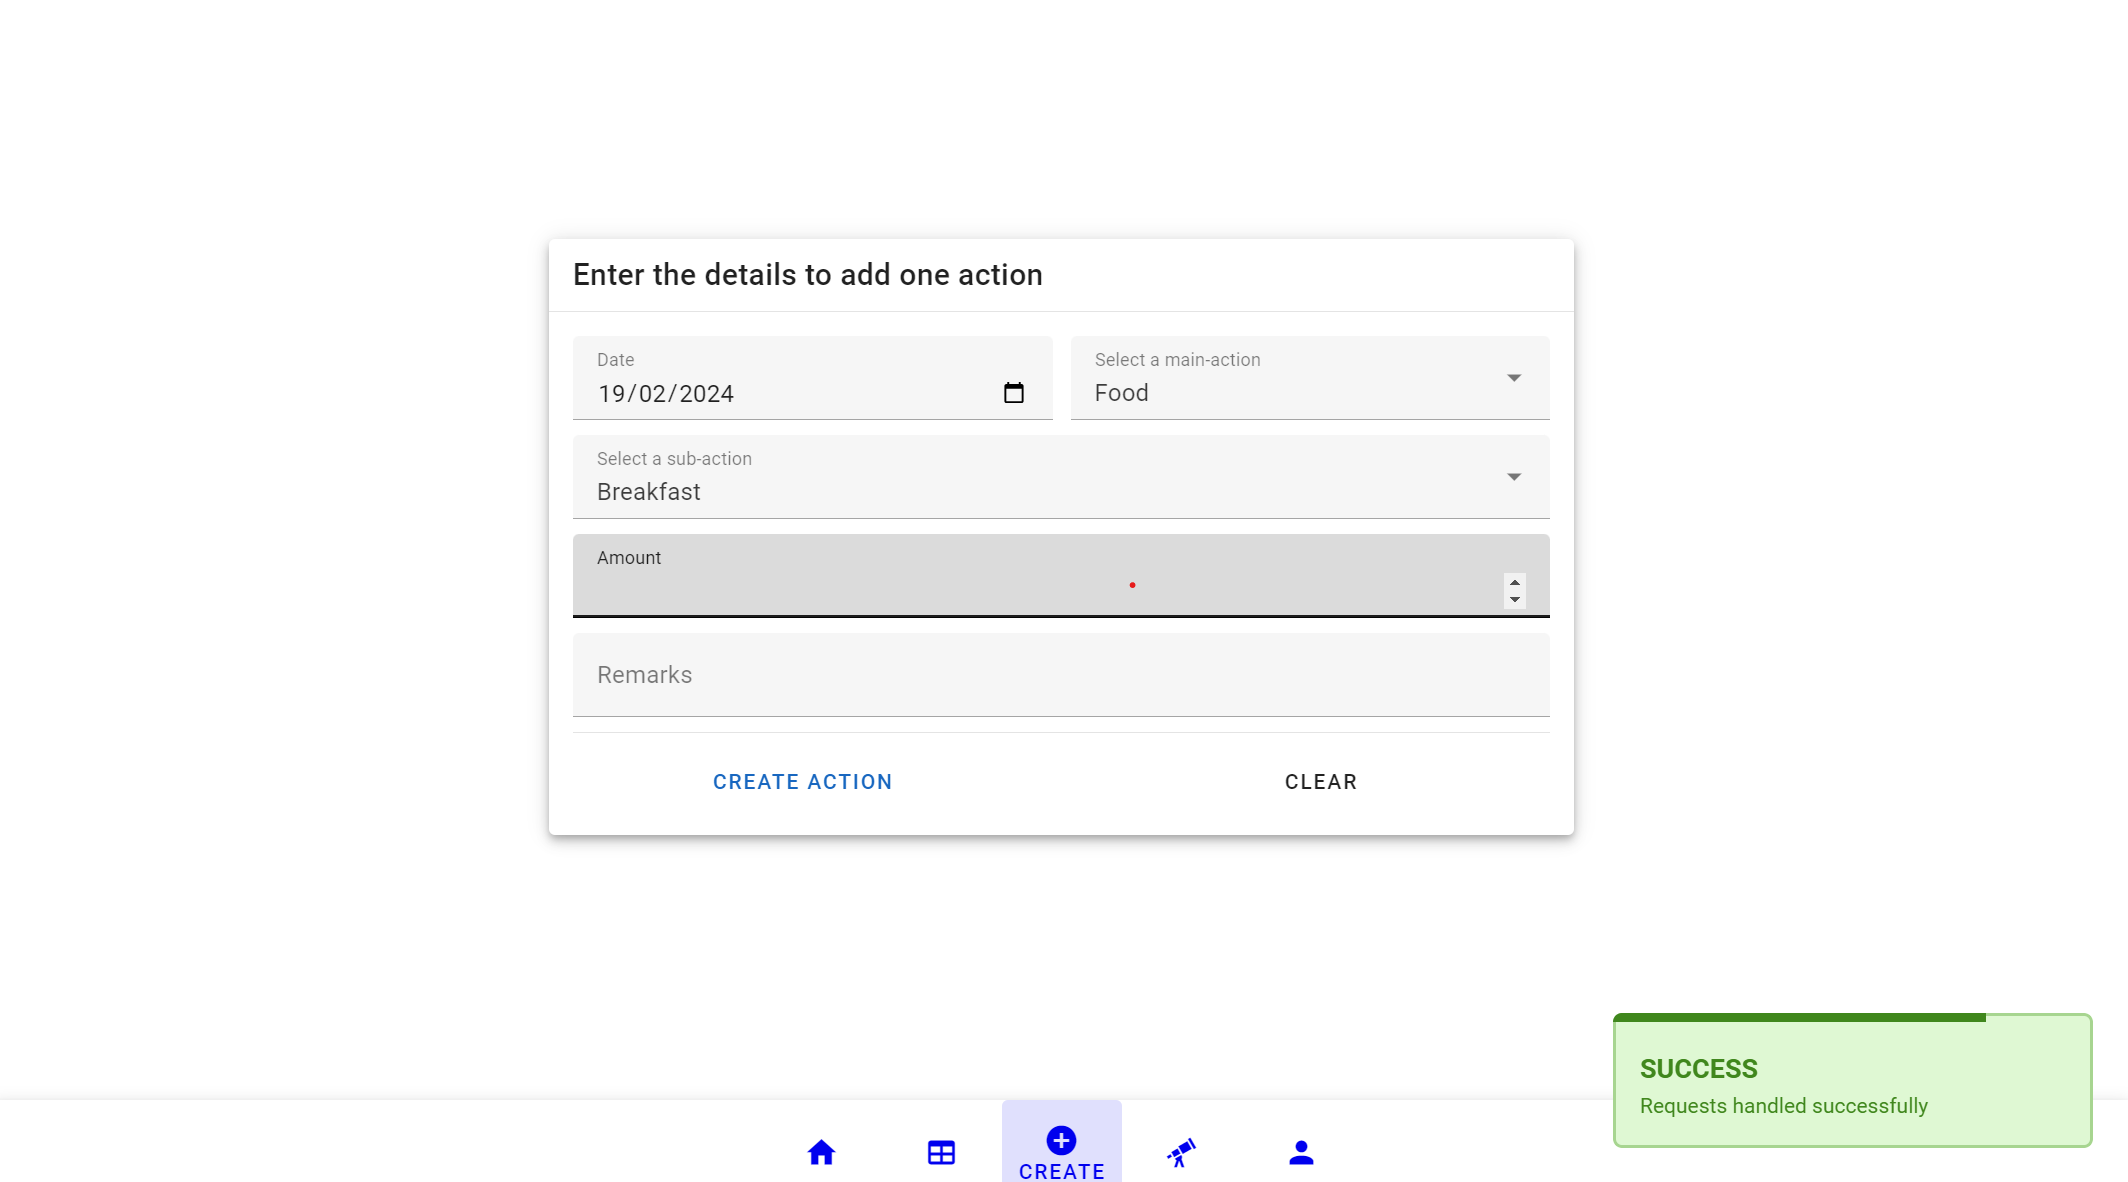 Enter the details to add one action
Date
19/02/2024
Select a main-action
Food
Select a sub-action
Breakfast
Amount
Remarks
CREATE ACTION
CLEAR
SUCCESS
Requests handled successfully
CREATE